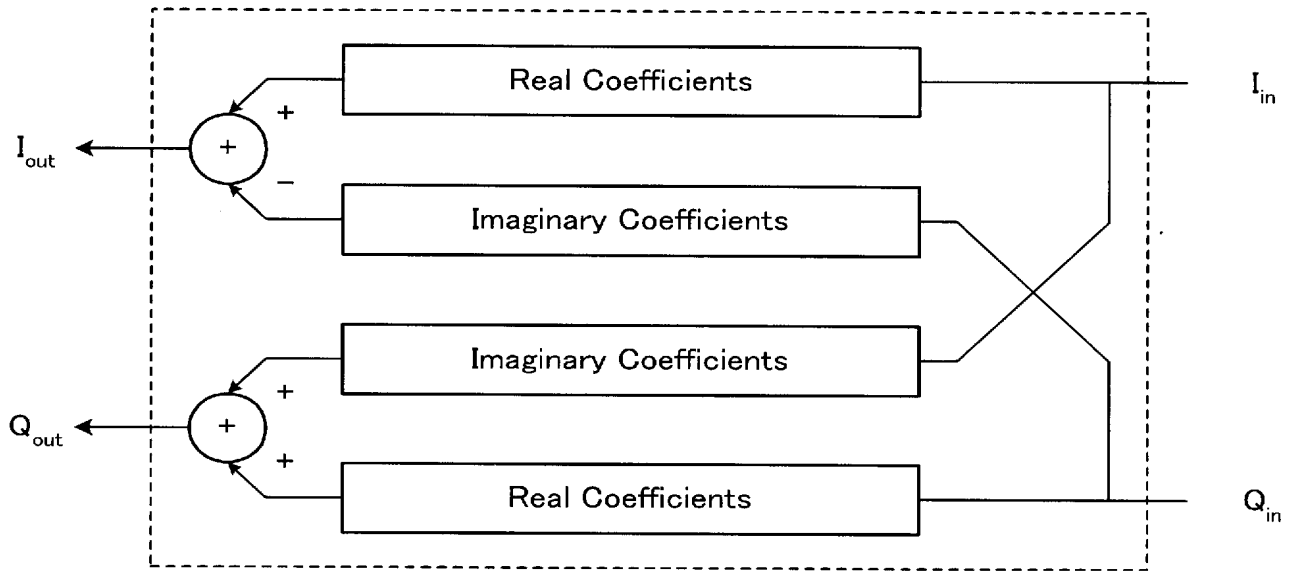 Real Coefficients
I_in
+
+
I_out
−
Imaginary Coefficients
Imaginary Coefficients
+
+
Q_out
+
Real Coefficients
Q_in